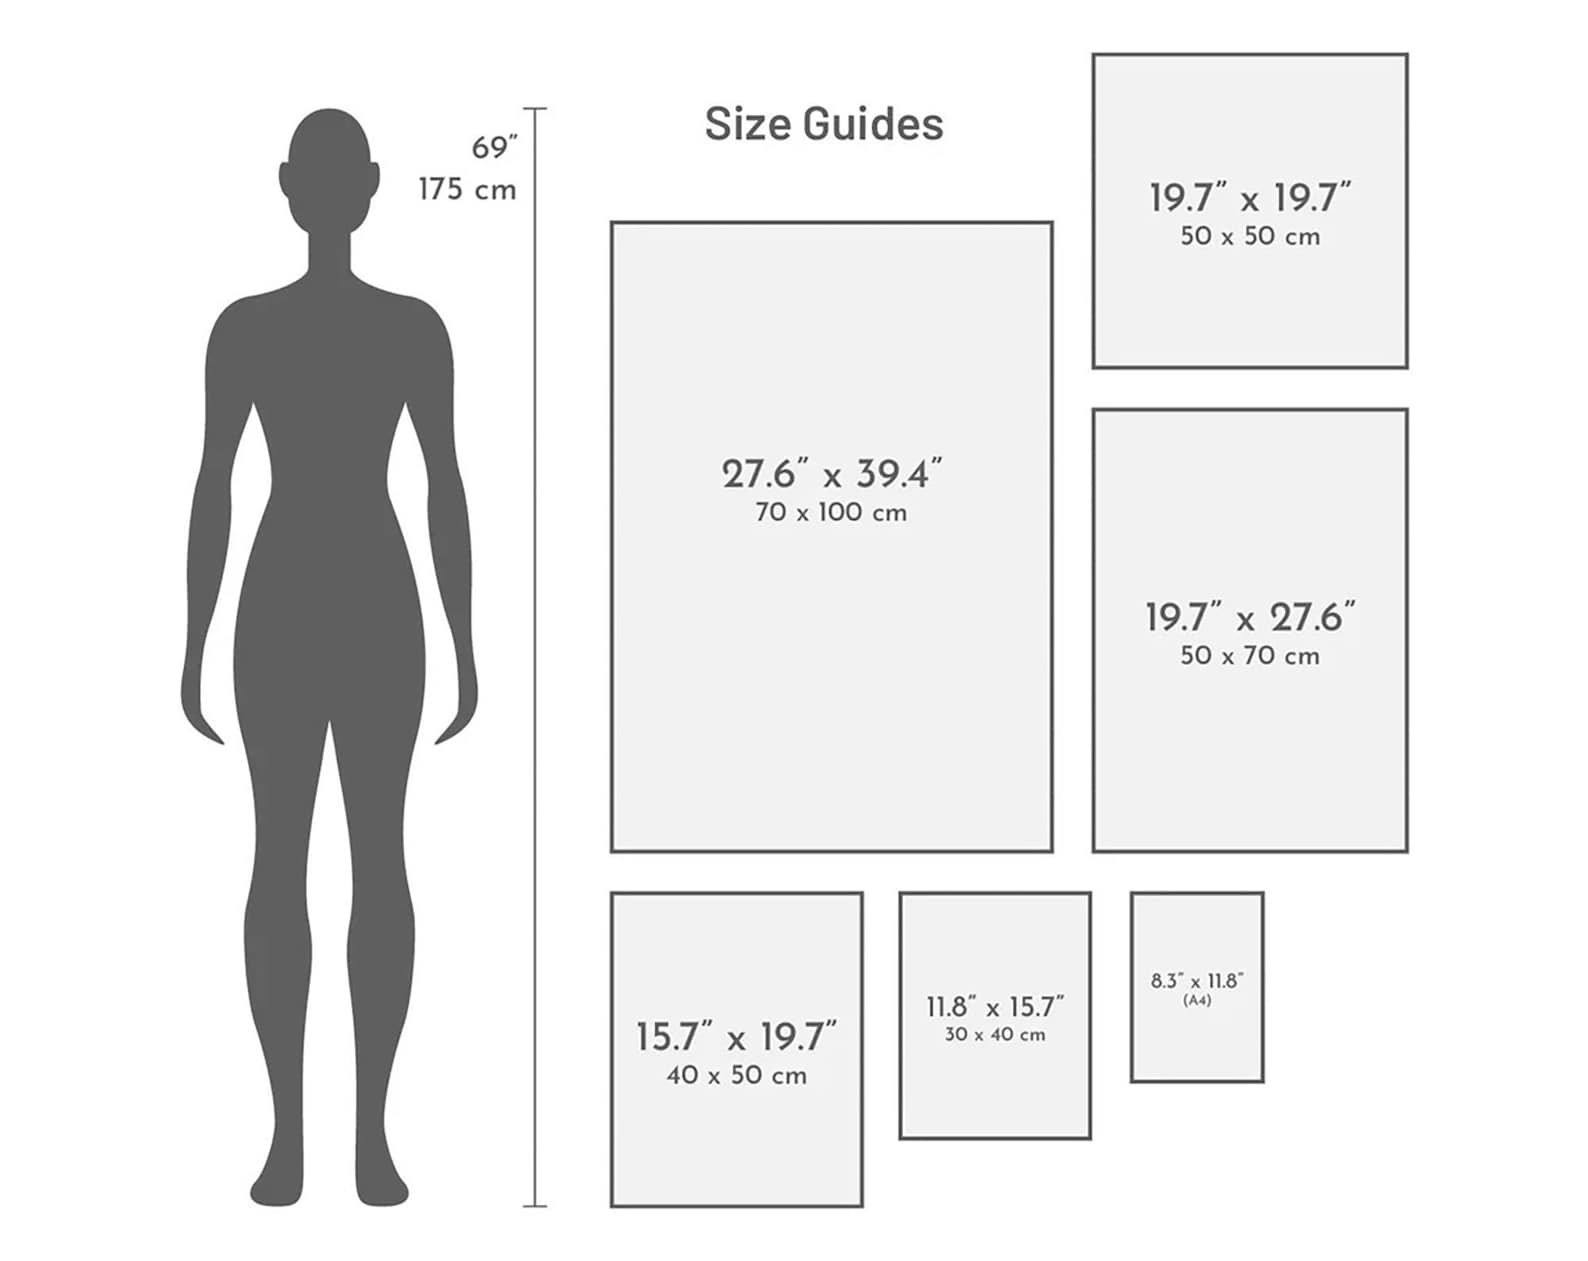 Size Guides
69″
175 cm
19.7″ x 19.7″
50 x 50 cm
27.6″ x 39.4″
70 x 100 cm
19.7″ x 27.6″
50 x 70 cm
15.7″ x 19.7″
40 x 50 cm
11.8″ x 15.7″
30 x 40 cm
8.3″ x 11.8″
(A4)